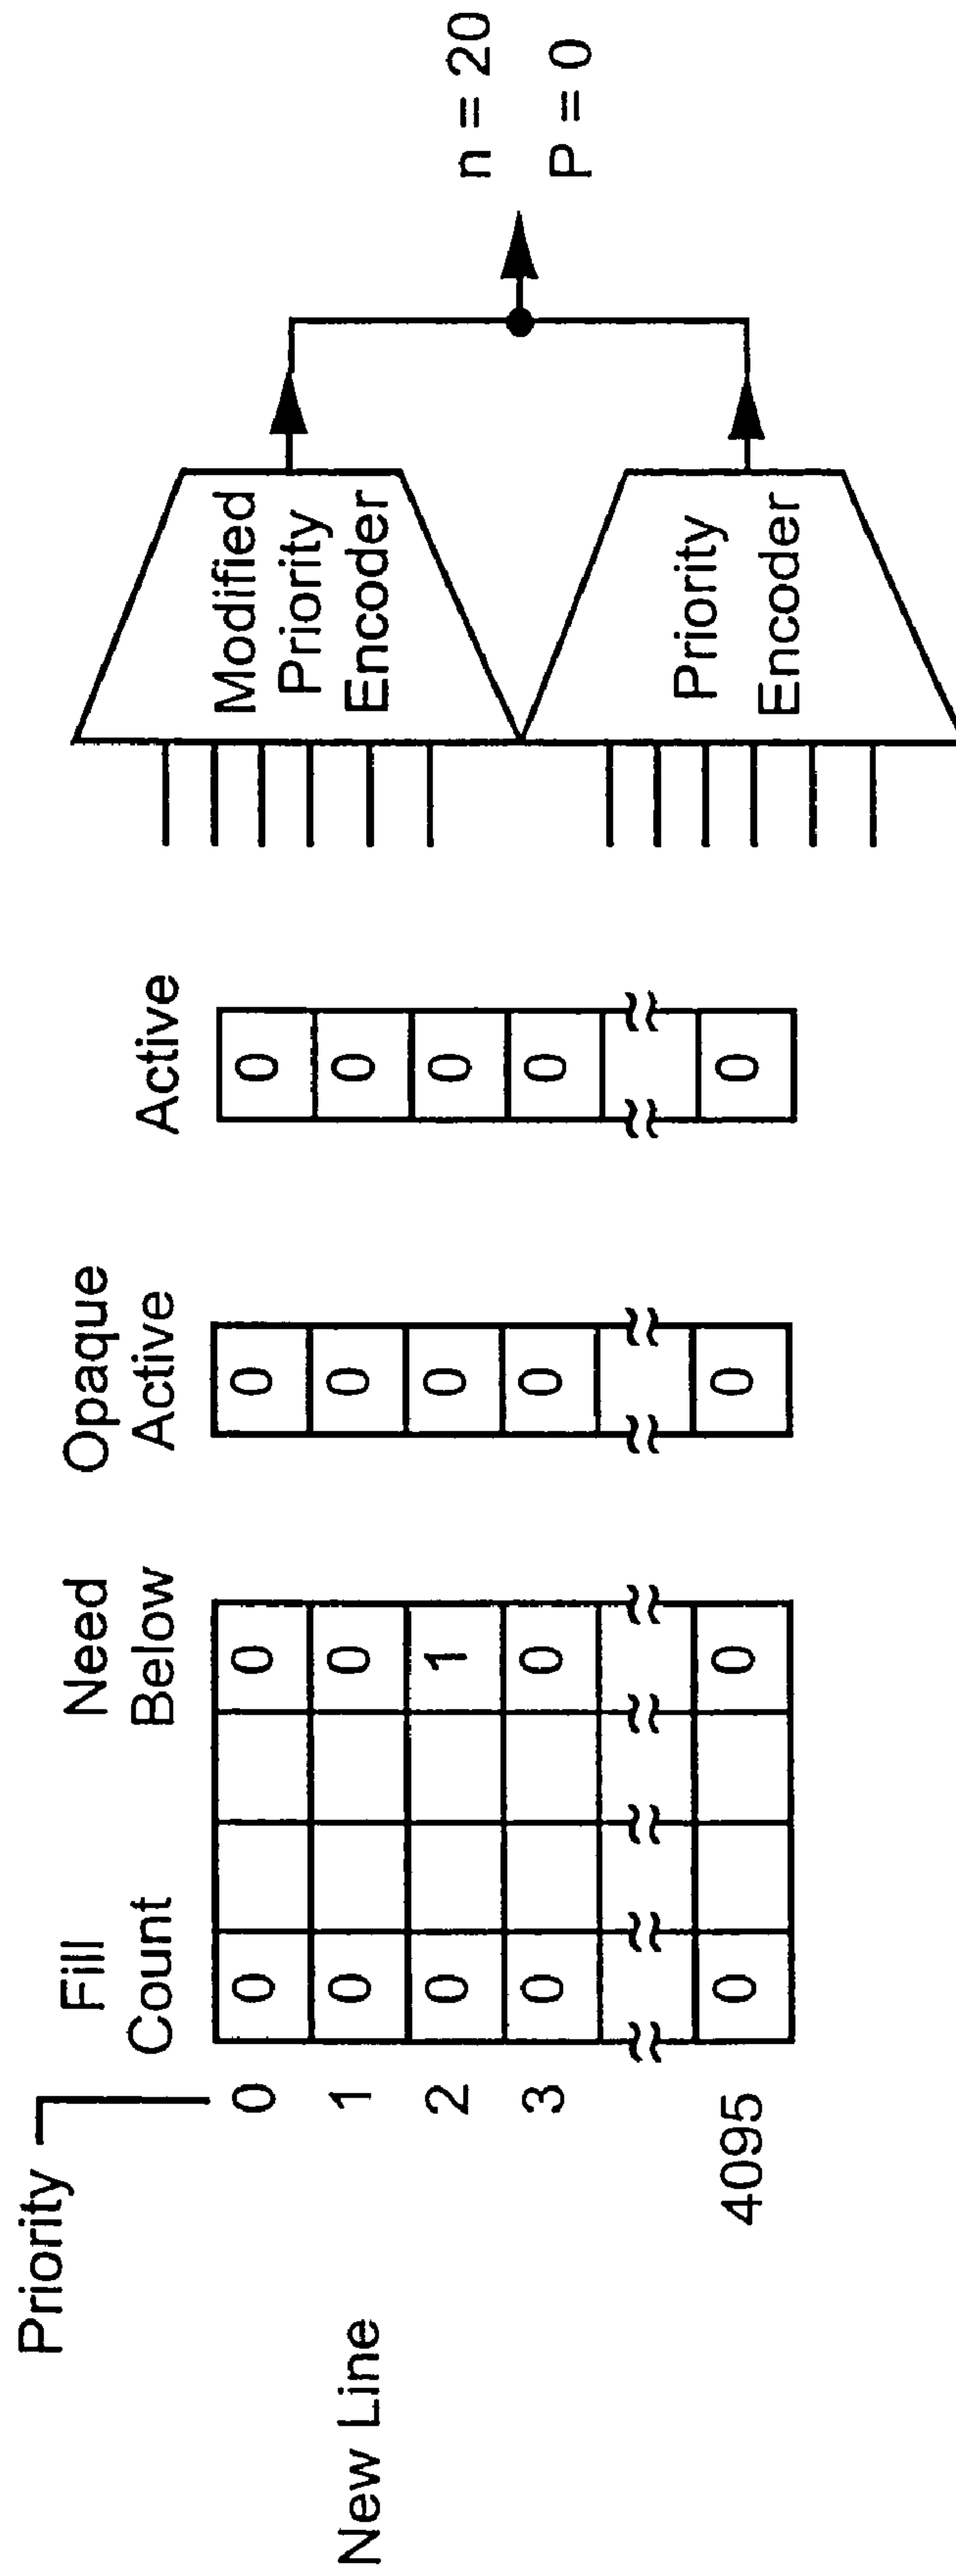 Priority
New Line
Fill
Count
Need
Below
Opaque
Active
Active
0 0 0 0 0
1 0 0 0 0
2 0 1 0 0
3 0 0 0 0
4095 0 0 0 0
Modified
Priority
Encoder
Priority
Encoder
n = 20
P = 0